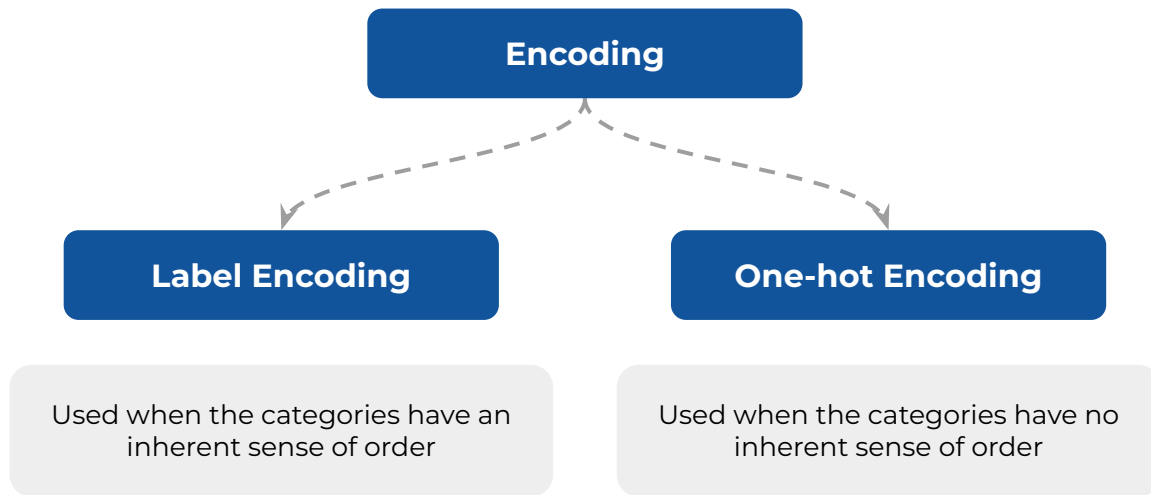 Encoding
Label Encoding
One-hot Encoding
Used when the categories have an
inherent sense of order
Used when the categories have no
inherent sense of order